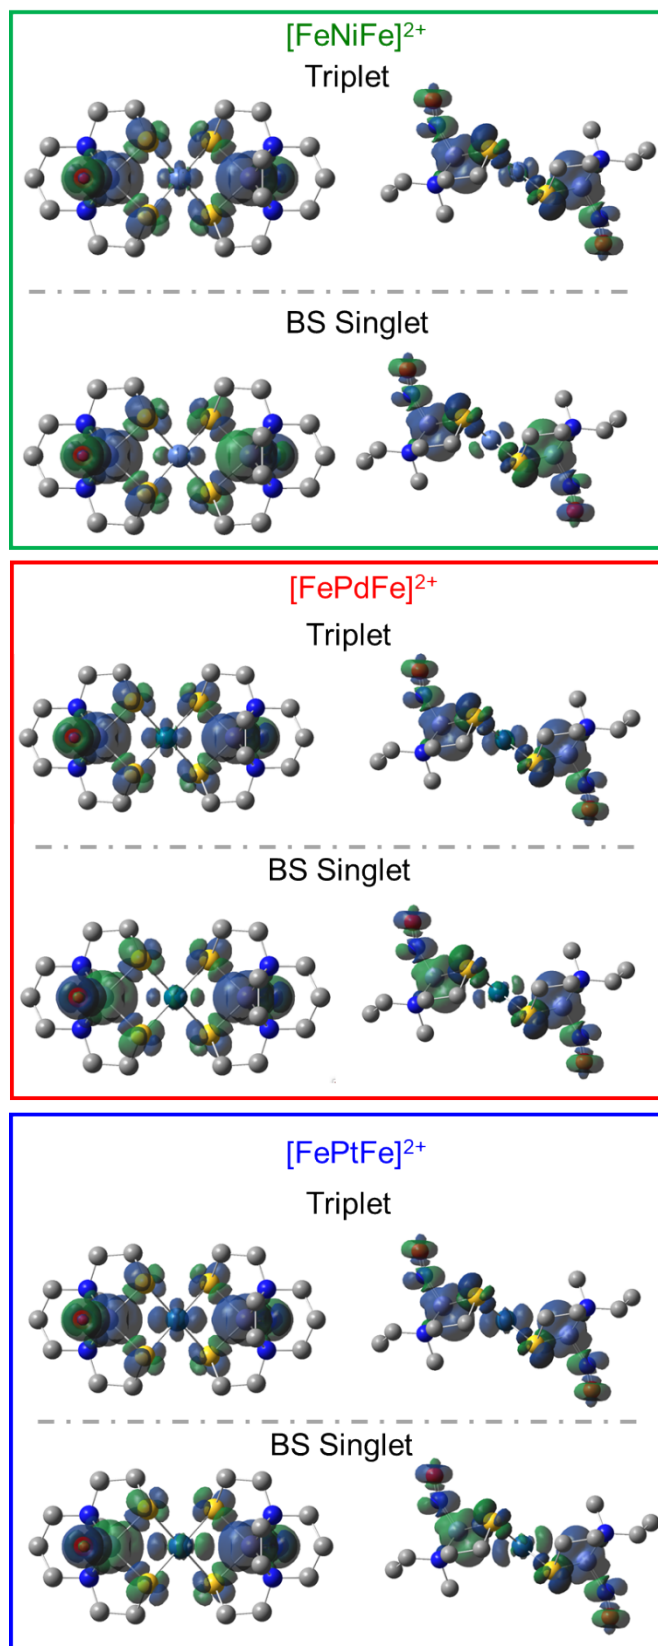 [FeNiFe]²⁺
Triplet
BS Singlet
[FePdFe]²⁺
Triplet
BS Singlet
[FePtFe]²⁺
Triplet
BS Singlet